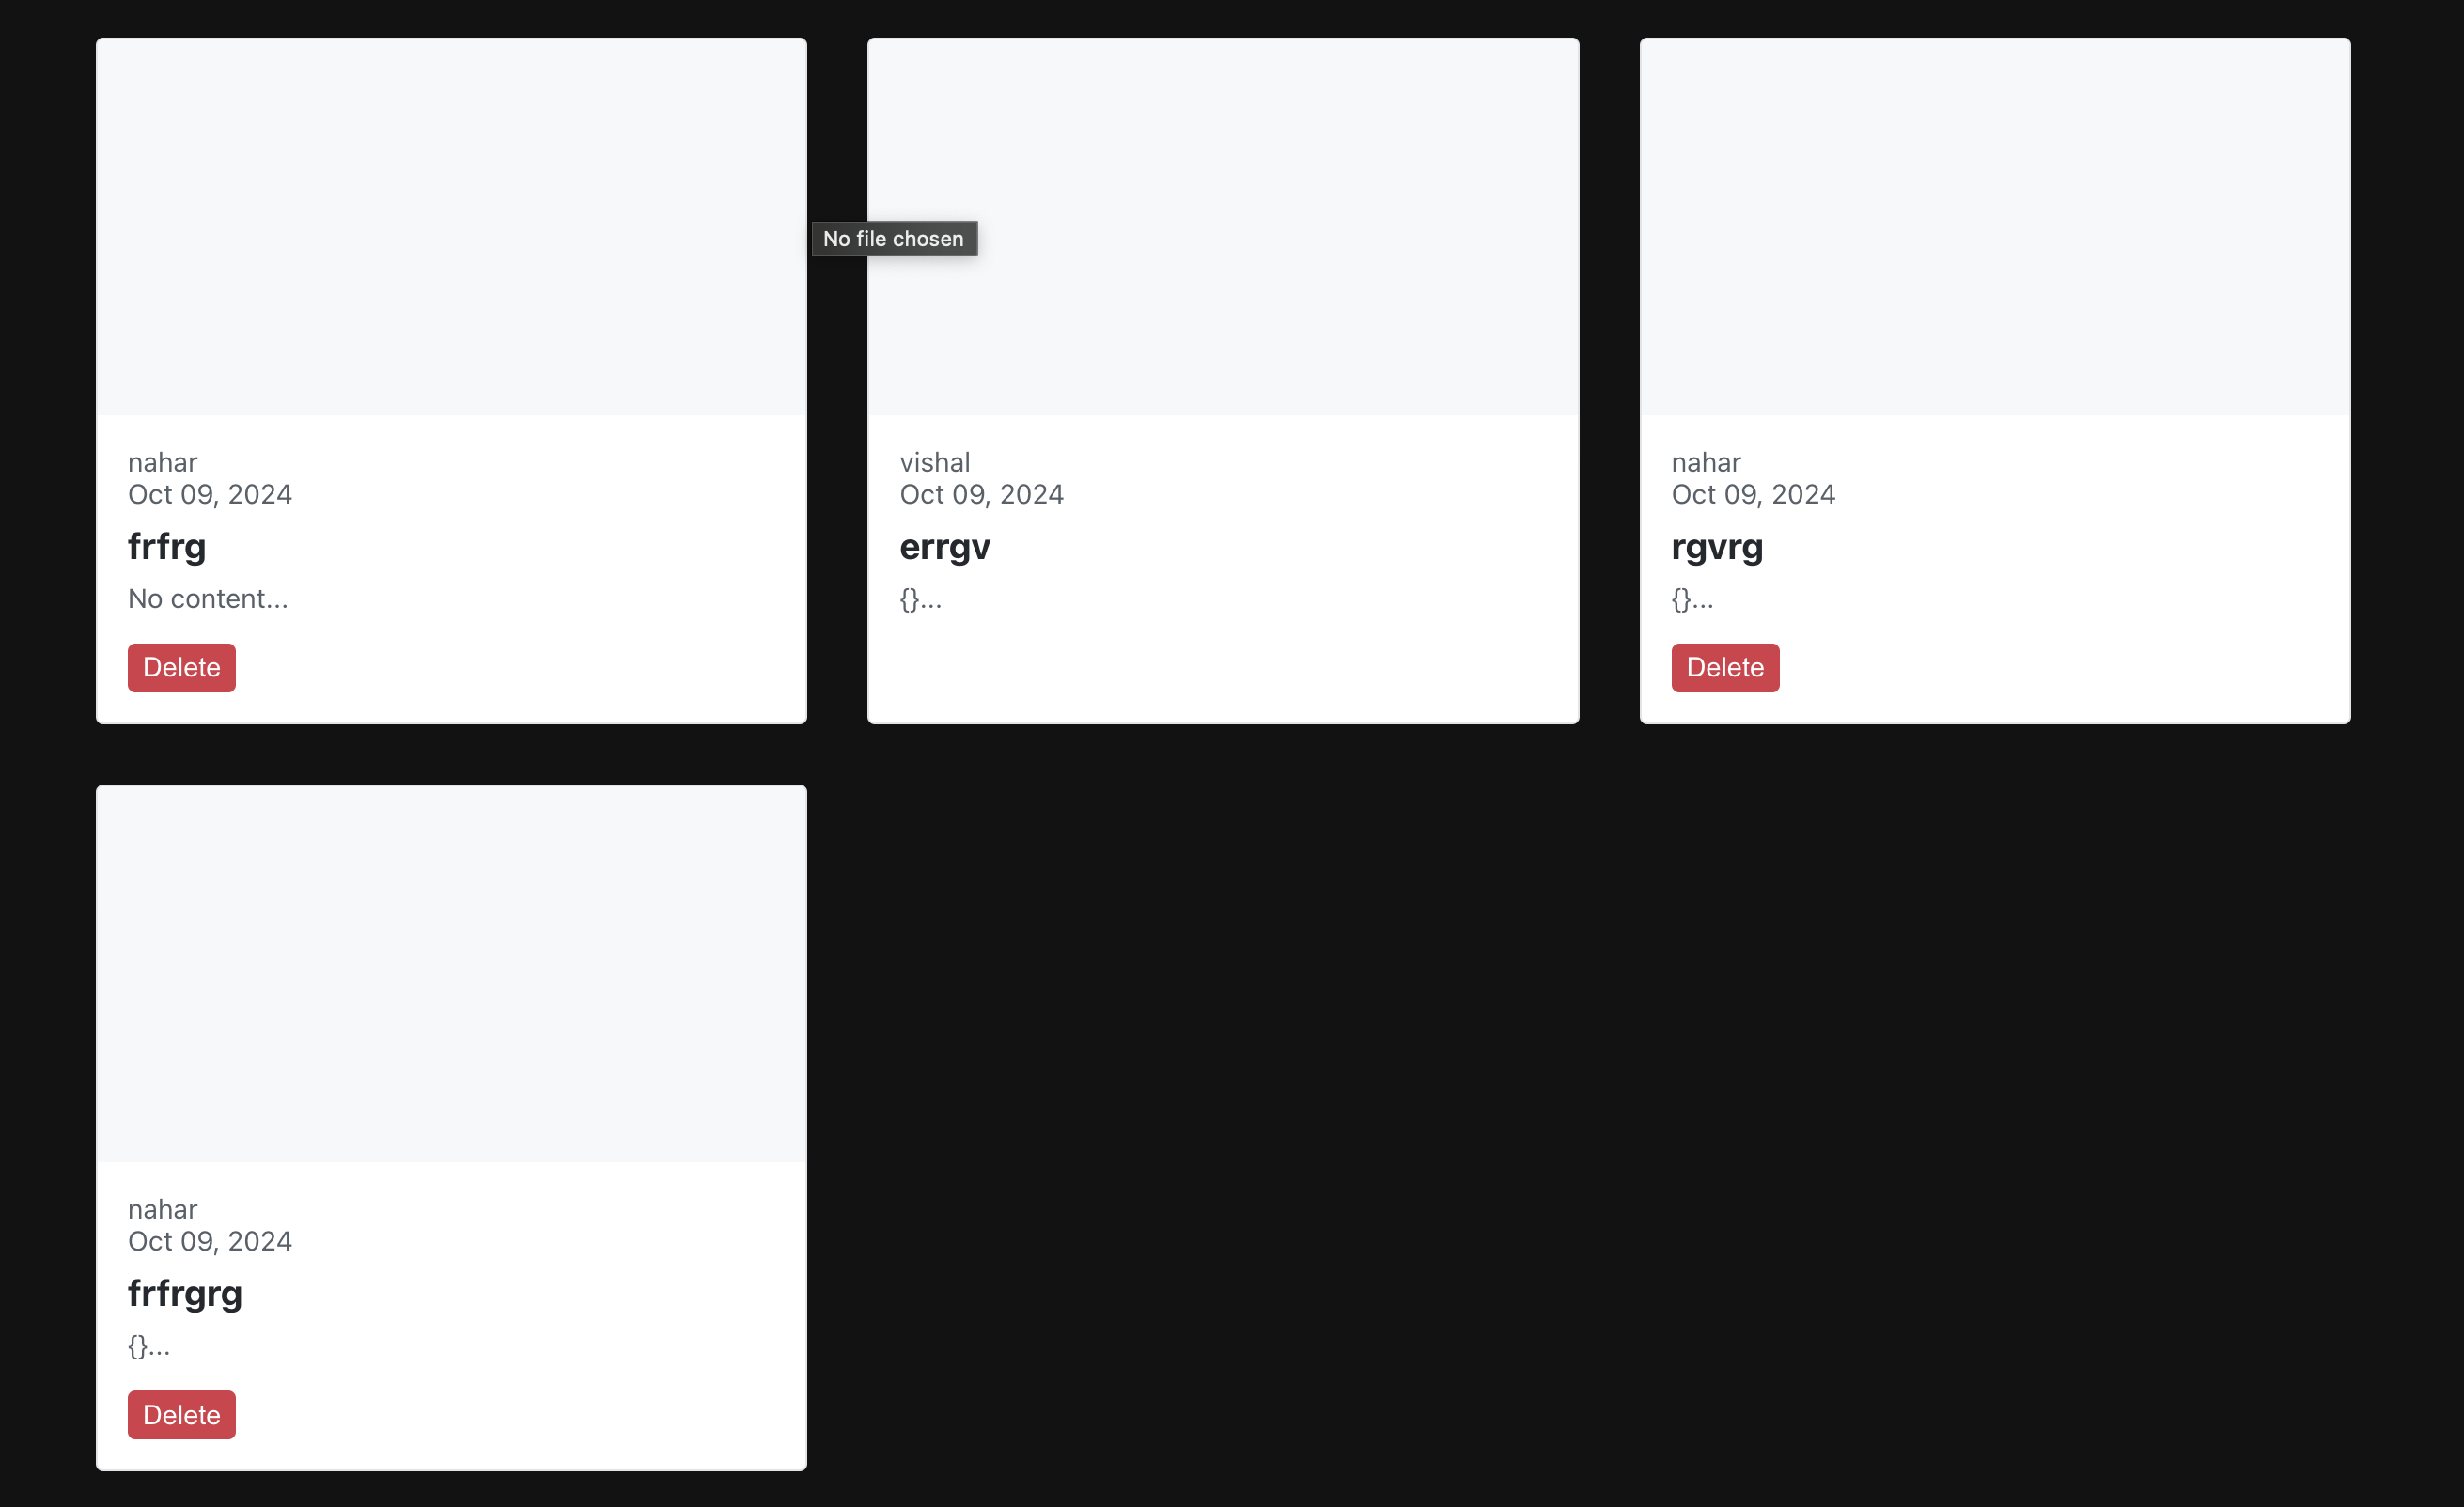 No file chosen
nahar
Oct 09, 2024
frfrg
No content...
Delete
vishal
Oct 09, 2024
errgv
{}...
nahar
Oct 09, 2024
rgvrg
{}...
Delete
nahar
Oct 09, 2024
frfrgrg
{}...
Delete